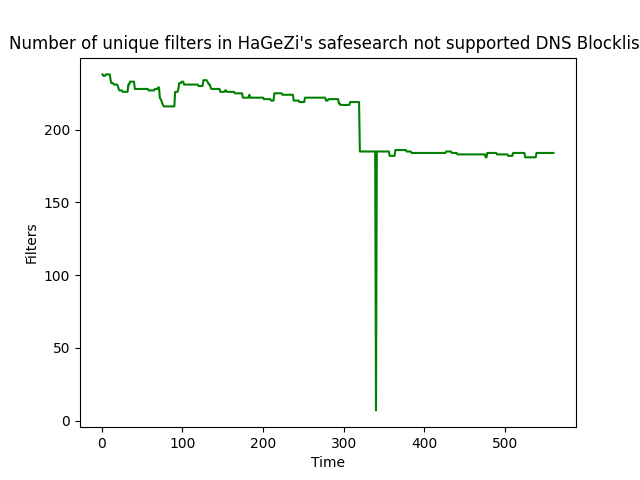 Number of unique filters in HaGeZi's safesearch not supported DNS Blocklis
Filters
200
150
100
50
0
0 100 200 300 400 500
Time